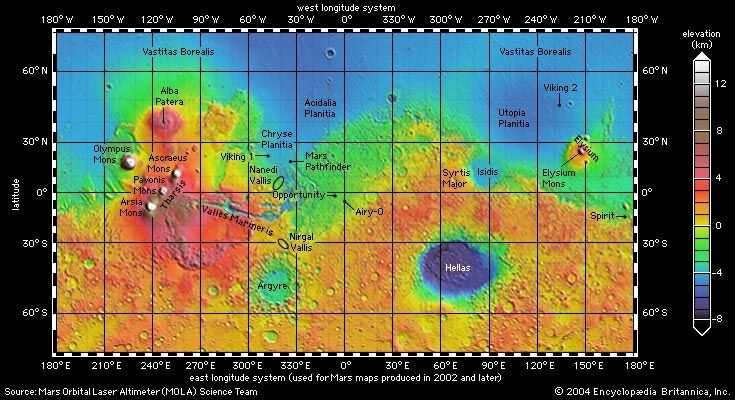 west longitude system
180° W 150° W 120° W 90° W 60° W 30° W 0° W 330° W 300° W 270° W 240° W 210° W 180° W
elevation
(km)
Vastitas Borealis
Vastitas Borealis
60° N
60° N
12
Alba
Patera
Viking 2
Acidalia
Planitia
Utopia
Planitia
8
30° N
30° N
Chryse
Planitia
Olympus
Mons
Elysium
Ascraeus
Mons
Viking 1
Mars
Pathfinder
4
Nanedi
Vallis
Syrtis
Major
Isidis
Elysium
Mons
Pavonis
Mons
Tharsis
latitude
0°
0°
Opportunity
Arsia
Mons
Valles Marineris
Airy-0
Spirit
0
30° S
30° S
Nirgal
Vallis
Hellas
−4
Argyre
60° S
60° S
−8
180° E 210° E 240° E 270° E 300° E 330° E 0° E 30° E 60° E 90° E 120° E 150° E 180° E
east longitude system (used for Mars maps produced in 2002 and later)
Source: Mars Orbital Laser Altimeter (MOLA) Science Team
© 2004 Encyclopædia Britannica, Inc.